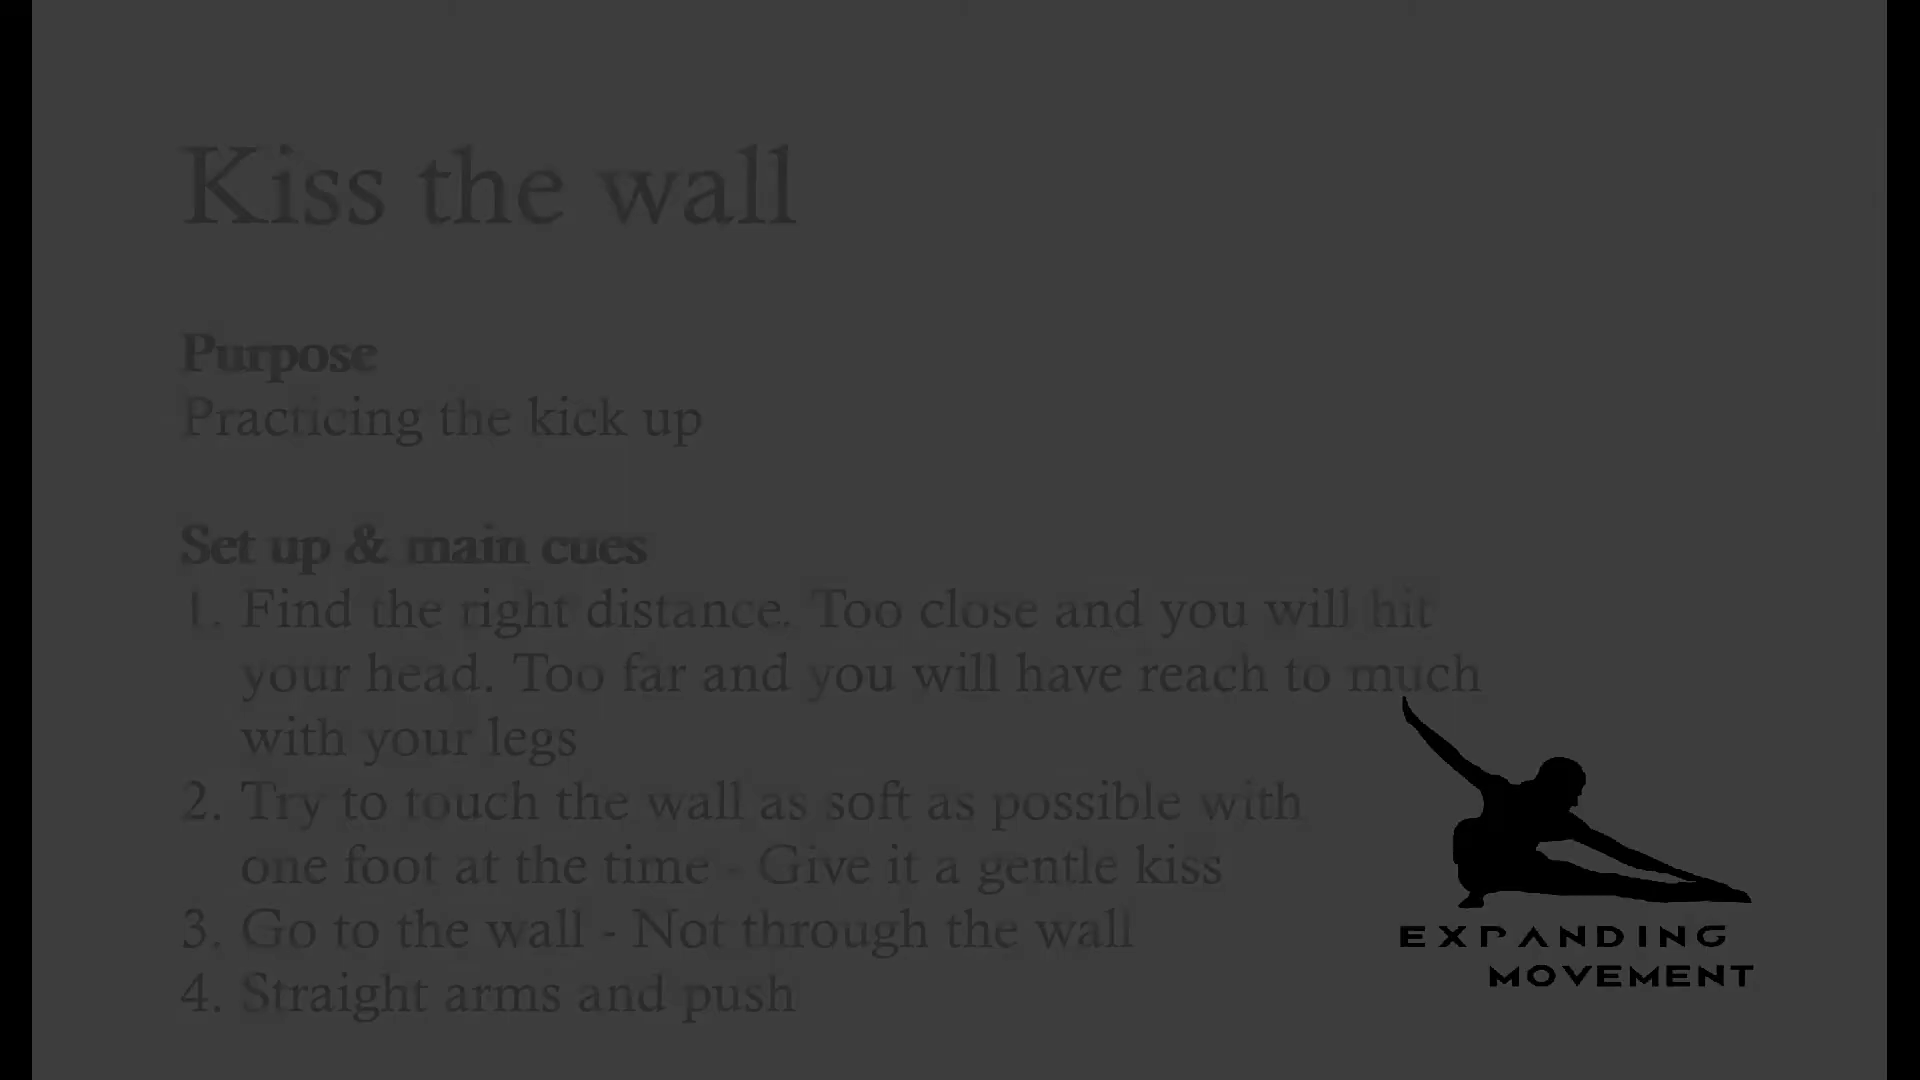 Kiss the wall
Purpose
Practicing the kick up
Set up & main cues
1. Find the right distance. Too close and you will hit
your head. Too far and you will have reach to much
with your legs
2. Try to touch the wall as soft as possible with
one foot at the time - Give it a gentle kiss
3. Go to the wall - Not through the wall
4. Straight arms and push
EXPANDING
MOVEMENT